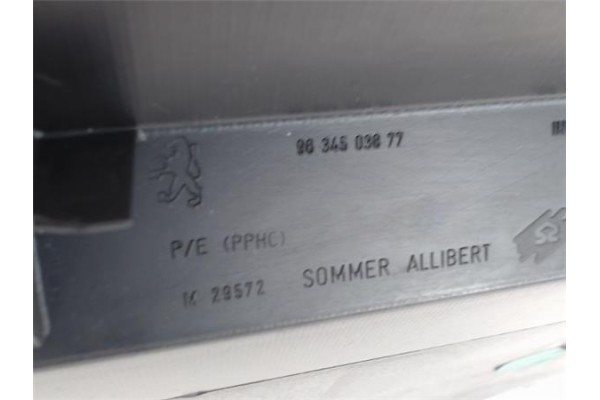 96 345 038 77
P/E (PPHC)
K 29572 SOMMER ALLIBERT